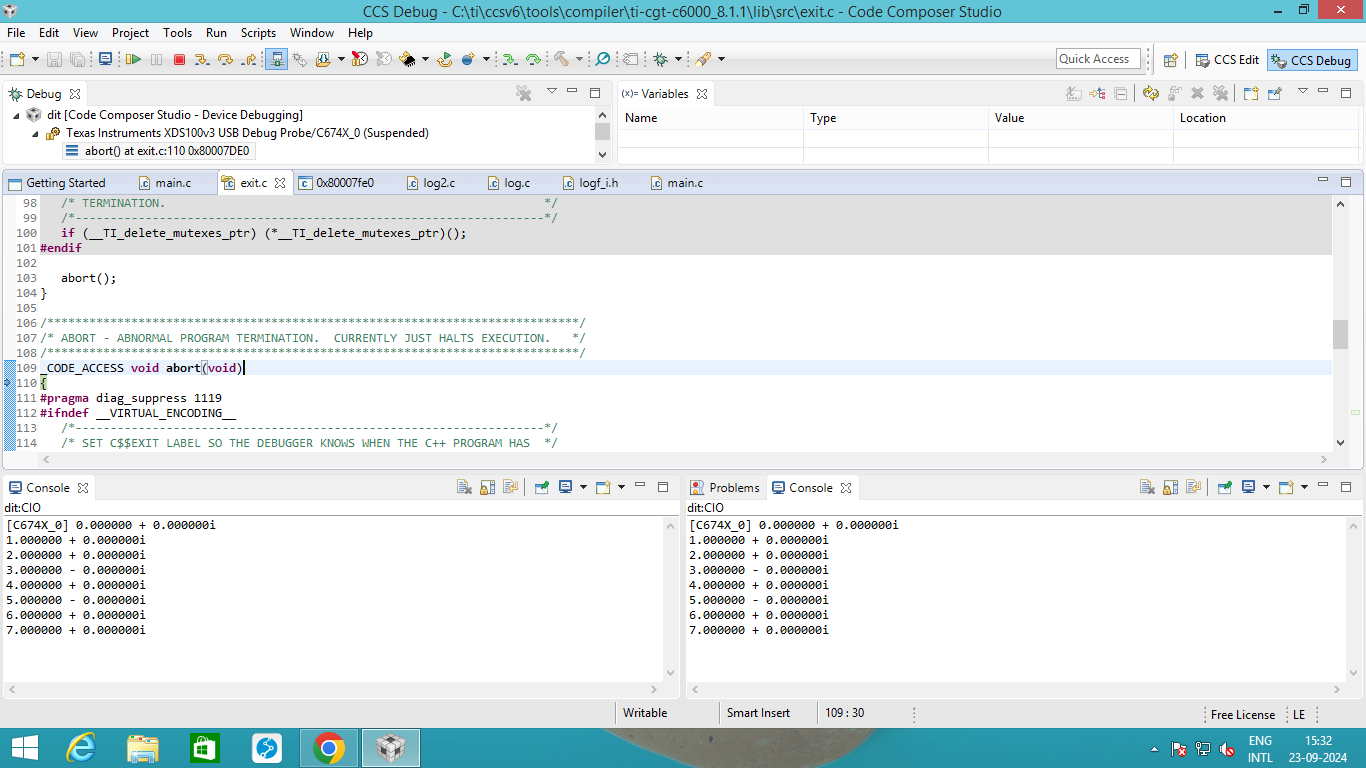 CCS Debug - C:\ti\ccsv6\tools\compiler\ti-cgt-c6000_8.1.1\lib\src\exit.c - Code Composer Studio
File Edit View Project Tools Run Scripts Window Help
Quick Access CCS Edit CCS Debug
Debug
dit [Code Composer Studio - Device Debugging]
Texas Instruments XDS100v3 USB Debug Probe/C674X_0 (Suspended)
abort() at exit.c:110 0x80007DE0
(x)= Variables
Name Type Value Location
Getting Started main.c exit.c 0x80007fe0 log2.c log.c logf_i.h main.c
98 /* TERMINATION. */
99 /*-------------------------------------------------------------------*/
100 if (__TI_delete_mutexes_ptr) (*__TI_delete_mutexes_ptr)();
101 #endif
102
103 abort();
104 }
105
106 /****************************************************************************/
107 /* ABORT - ABNORMAL PROGRAM TERMINATION. CURRENTLY JUST HALTS EXECUTION. */
108 /****************************************************************************/
109 _CODE_ACCESS void abort(void)
110 {
111 #pragma diag_suppress 1119
112 #ifndef __VIRTUAL_ENCODING__
113 /*-------------------------------------------------------------------*/
114 /* SET C$$EXIT LABEL SO THE DEBUGGER KNOWS WHEN THE C++ PROGRAM HAS */
Console
dit:CIO
[C674X_0] 0.000000 + 0.000000i
1.000000 + 0.000000i
2.000000 + 0.000000i
3.000000 - 0.000000i
4.000000 + 0.000000i
5.000000 - 0.000000i
6.000000 + 0.000000i
7.000000 + 0.000000i
Problems Console
dit:CIO
[C674X_0] 0.000000 + 0.000000i
1.000000 + 0.000000i
2.000000 + 0.000000i
3.000000 - 0.000000i
4.000000 + 0.000000i
5.000000 - 0.000000i
6.000000 + 0.000000i
7.000000 + 0.000000i
Writable Smart Insert 109 : 30 Free License LE
ENG 15:32
INTL 23-09-2024